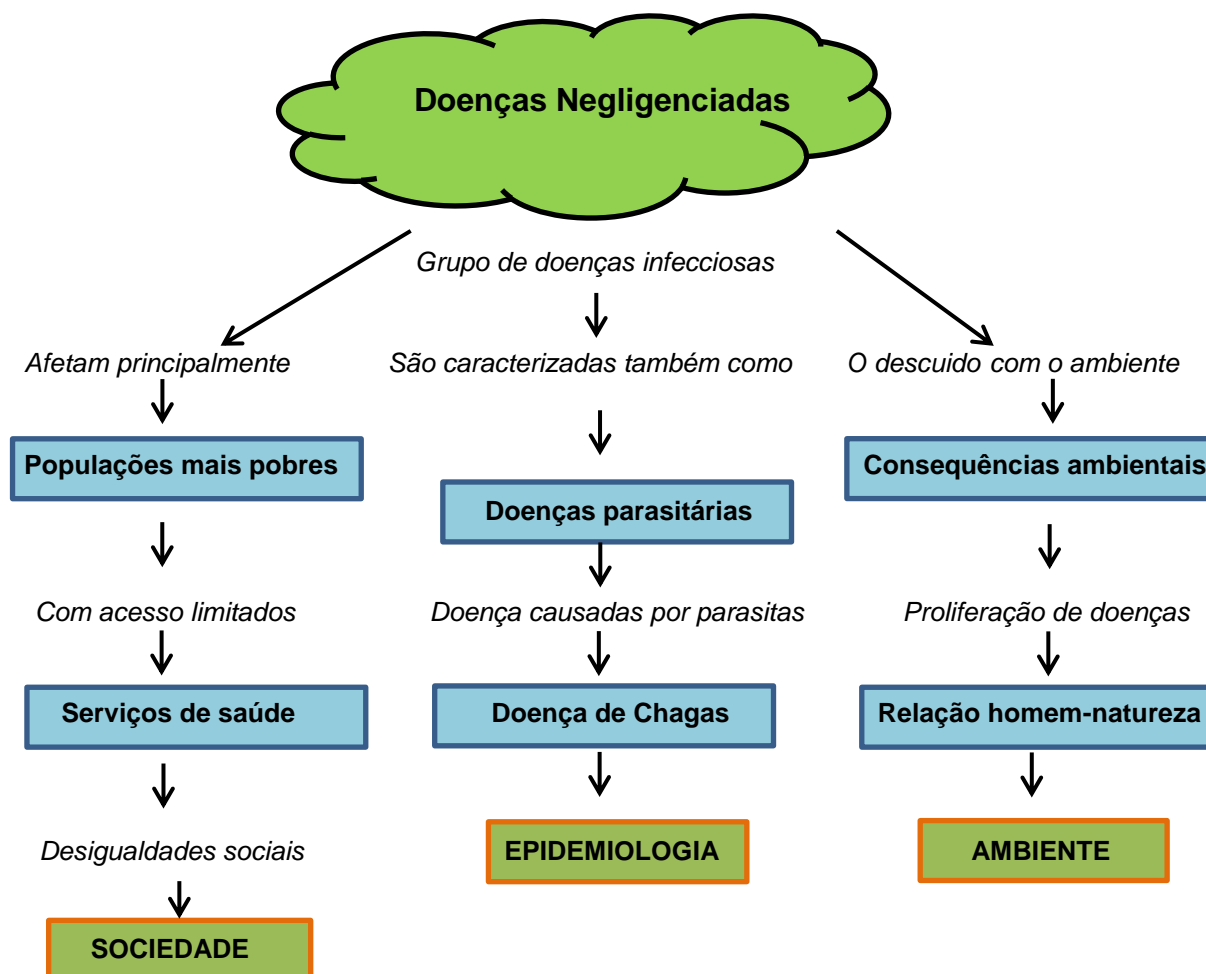 Doenças Negligenciadas
Grupo de doenças infecciosas
Afetam principalmente
São caracterizadas também como
O descuido com o ambiente
Populações mais pobres
Doenças parasitárias
Consequências ambientais
Com acesso limitados
Doença causadas por parasitas
Proliferação de doenças
Serviços de saúde
Doença de Chagas
Relação homem-natureza
Desigualdades sociais
EPIDEMIOLOGIA
AMBIENTE
SOCIEDADE